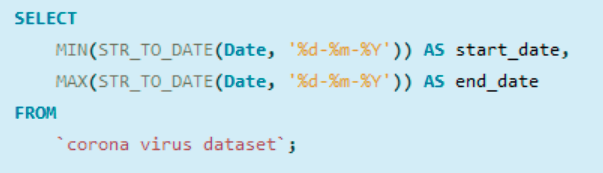 SELECT
MIN(STR_TO_DATE(Date, '%d-%m-%Y')) AS start_date,
MAX(STR_TO_DATE(Date, '%d-%m-%Y')) AS end_date
FROM
`corona virus dataset`;